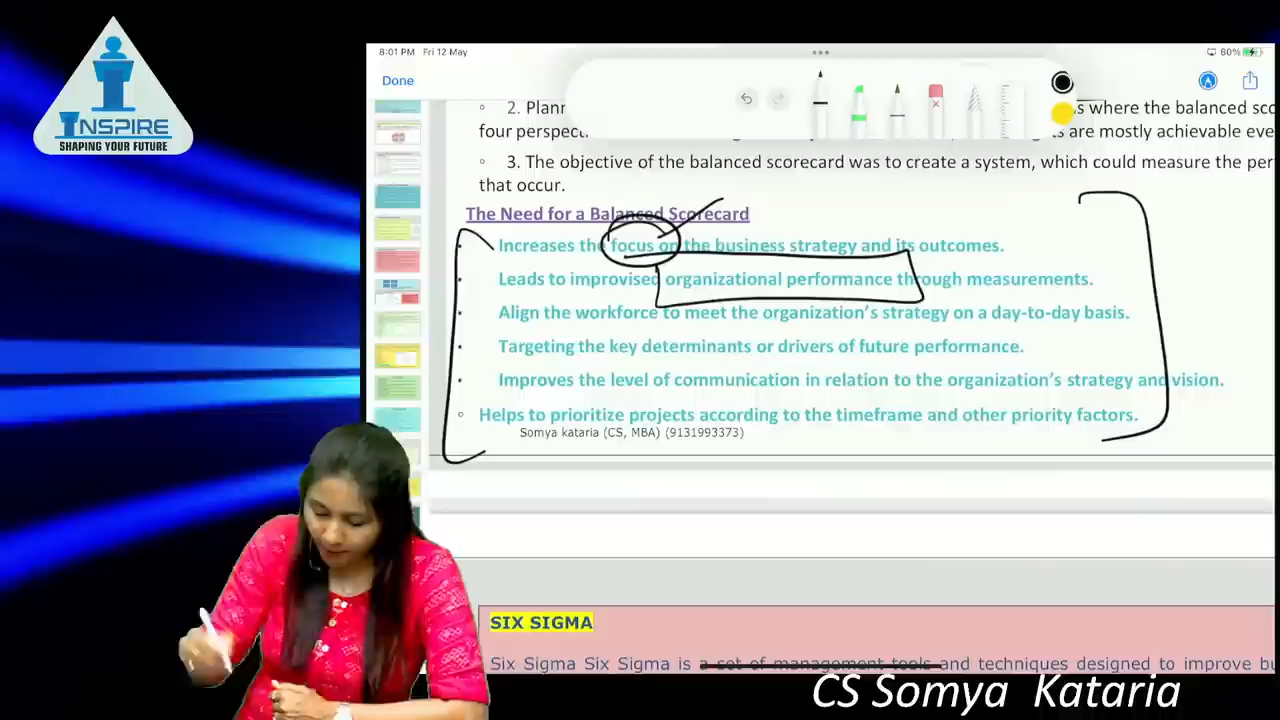 INSPIRE
SHAPING YOUR FUTURE
8:01 PM Fri 12 May
80%
Done
2. Plann
s where the balanced sco
four perspect
s are mostly achievable eve
3. The objective of the balanced scorecard was to create a system, which could measure the per
that occur.
The Need for a Balanced Scorecard
Increases the focus on the business strategy and its outcomes.
Leads to improvised organizational performance through measurements.
Align the workforce to meet the organization's strategy on a day-to-day basis.
Targeting the key determinants or drivers of future performance.
Improves the level of communication in relation to the organization's strategy and vision.
Helps to prioritize projects according to the timeframe and other priority factors.
Somya kataria (CS, MBA) (9131993373)
SIX SIGMA
Six Sigma Six Sigma is a set of management tools and techniques designed to improve bu
CS Somya Kataria